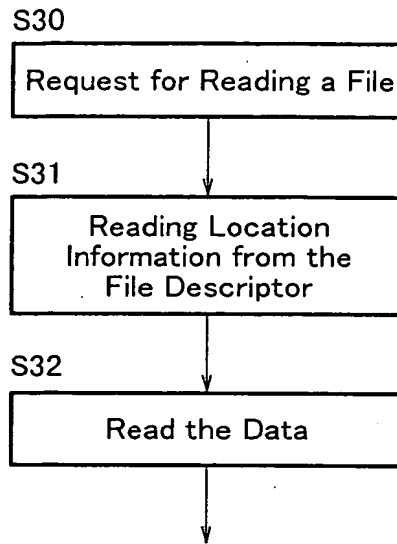 S30
Request for Reading a File
S31
Reading Location
Information from the
File Descriptor
S32
Read the Data